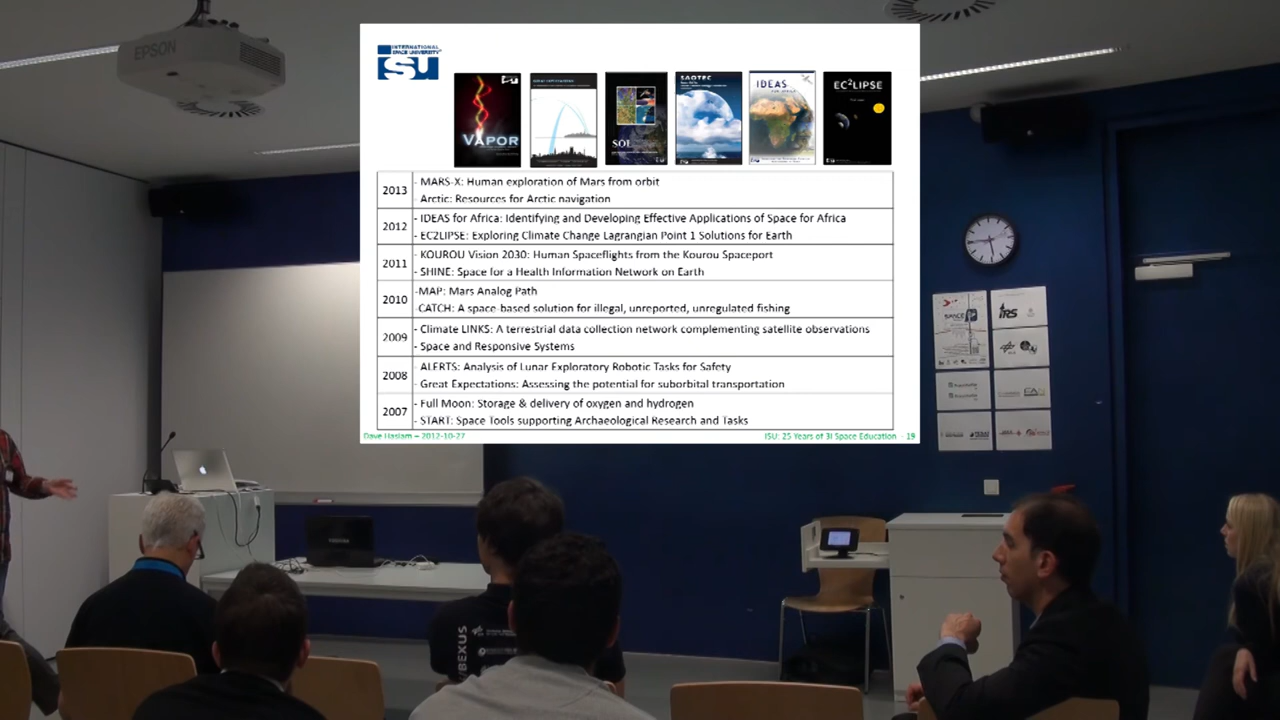 EPSON
INTERNATIONAL
SPACE UNIVERSITY
ISU
VAPOR
SOL
SAOTEC
IDEAS
FOR AFRICA
EC²LIPSE
2013
- MARS-X: Human exploration of Mars from orbit
- Arctic: Resources for Arctic navigation
2012
- IDEAS for Africa: Identifying and Developing Effective Applications of Space for Africa
- EC2LIPSE: Exploring Climate Change Lagrangian Point 1 Solutions for Earth
2011
- KOUROU Vision 2030: Human Spaceflights from the Kourou Spaceport
- SHINE: Space for a Health Information Network on Earth
2010
-MAP: Mars Analog Path
CATCH: A space-based solution for illegal, unreported, unregulated fishing
2009
- Climate LINKS: A terrestrial data collection network complementing satellite observations
- Space and Responsive Systems
2008
- ALERTS: Analysis of Lunar Exploratory Robotic Tasks for Safety
- Great Expectations: Assessing the potential for suborbital transportation
2007
- Full Moon: Storage & delivery of oxygen and hydrogen
- START: Space Tools supporting Archaeological Research and Tasks
Dave Haslam – 2012-10-27
ISU: 25 Years of 3I Space Education - 19
SPACE
IRS
DLR
BEXUS